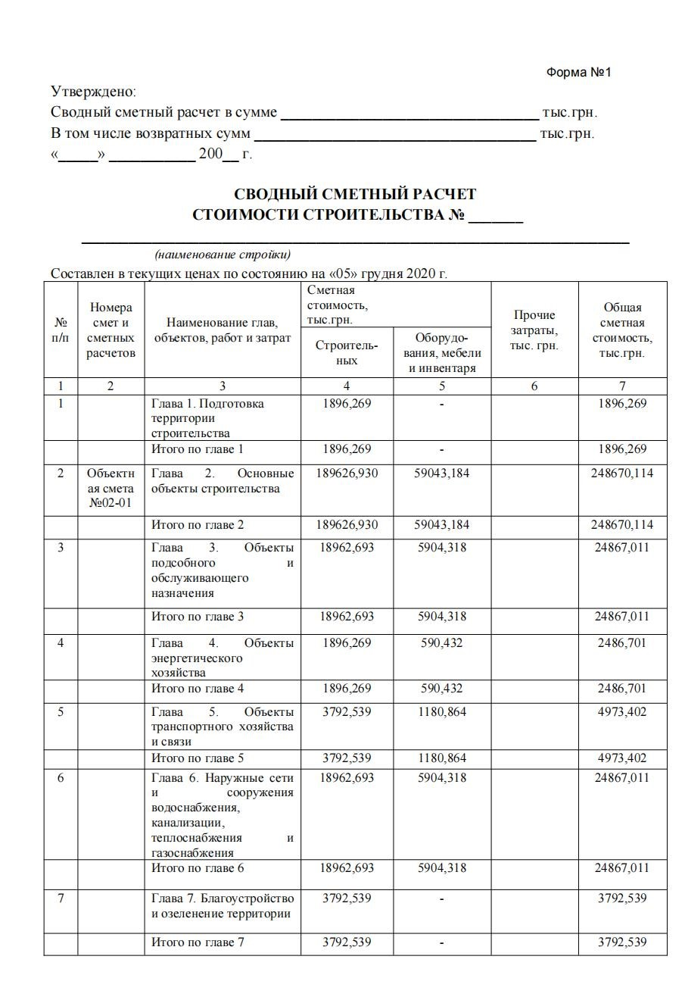 Форма №1
Утверждено:
Сводный сметный расчет в сумме _________________________________ тыс.грн.
В том числе возвратных сумм ____________________________________ тыс.грн.
«_____» ___________ 200__ г.
СВОДНЫЙ СМЕТНЫЙ РАСЧЕТ
СТОИМОСТИ СТРОИТЕЛЬСТВА № _______
(наименование стройки)
Составлен в текущих ценах по состоянию на «05» грудня 2020 г.
№ п/п | Номера смет и сметных расчетов | Наименование глав, объектов, работ и затрат | Сметная стоимость, тыс.грн. | Прочие затраты, тыс. грн. | Общая сметная стоимость, тыс.грн.
Строитель-ных | Оборудо-вания, мебели и инвентаря
1 2 3 4 5 6 7
1 Глава 1. Подготовка 1896,269 - 1896,269
территории
строительства
Итого по главе 1 1896,269 - 1896,269
2 Объектн Глава 2. Основные 189626,930 59043,184 248670,114
ая смета объекты строительства
№02-01
Итого по главе 2 189626,930 59043,184 248670,114
3 Глава 3. Объекты 18962,693 5904,318 24867,011
подсобного и
обслуживающего
назначения
Итого по главе 3 18962,693 5904,318 24867,011
4 Глава 4. Объекты 1896,269 590,432 2486,701
энергетического
хозяйства
Итого по главе 4 1896,269 590,432 2486,701
5 Глава 5. Объекты 3792,539 1180,864 4973,402
транспортного хозяйства
и связи
Итого по главе 5 3792,539 1180,864 4973,402
6 Глава 6. Наружные сети 18962,693 5904,318 24867,011
и сооружения
водоснабжения,
канализации,
теплоснабжения и
газоснабжения
Итого по главе 6 18962,693 5904,318 24867,011
7 Глава 7. Благоустройство 3792,539 - 3792,539
и озеленение территории
Итого по главе 7 3792,539 - 3792,539